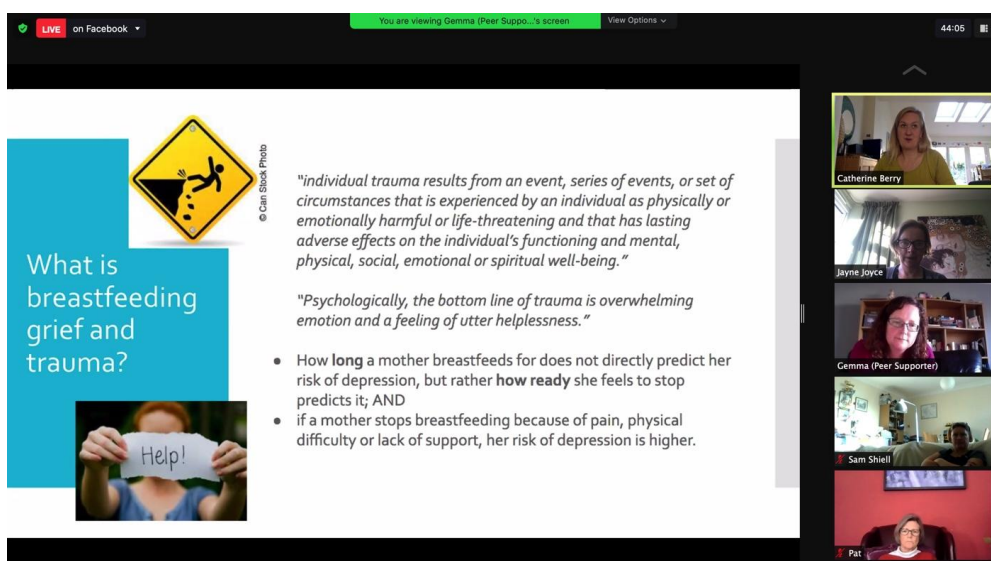 LIVE on Facebook
You are viewing Gemma (Peer Suppo...'s screen
View Options
44:05
© Can Stock Photo
What is
breastfeeding
grief and
trauma?
Help!
"individual trauma results from an event, series of events, or set of
circumstances that is experienced by an individual as physically or
emotionally harmful or life-threatening and that has lasting
adverse effects on the individual's functioning and mental,
physical, social, emotional or spiritual well-being."
"Psychologically, the bottom line of trauma is overwhelming
emotion and a feeling of utter helplessness."
● How long a mother breastfeeds for does not directly predict her
risk of depression, but rather how ready she feels to stop
predicts it; AND
● if a mother stops breastfeeding because of pain, physical
difficulty or lack of support, her risk of depression is higher.
Catherine Berry
Jayne Joyce
Gemma (Peer Supporter)
Sam Shiell
Pat